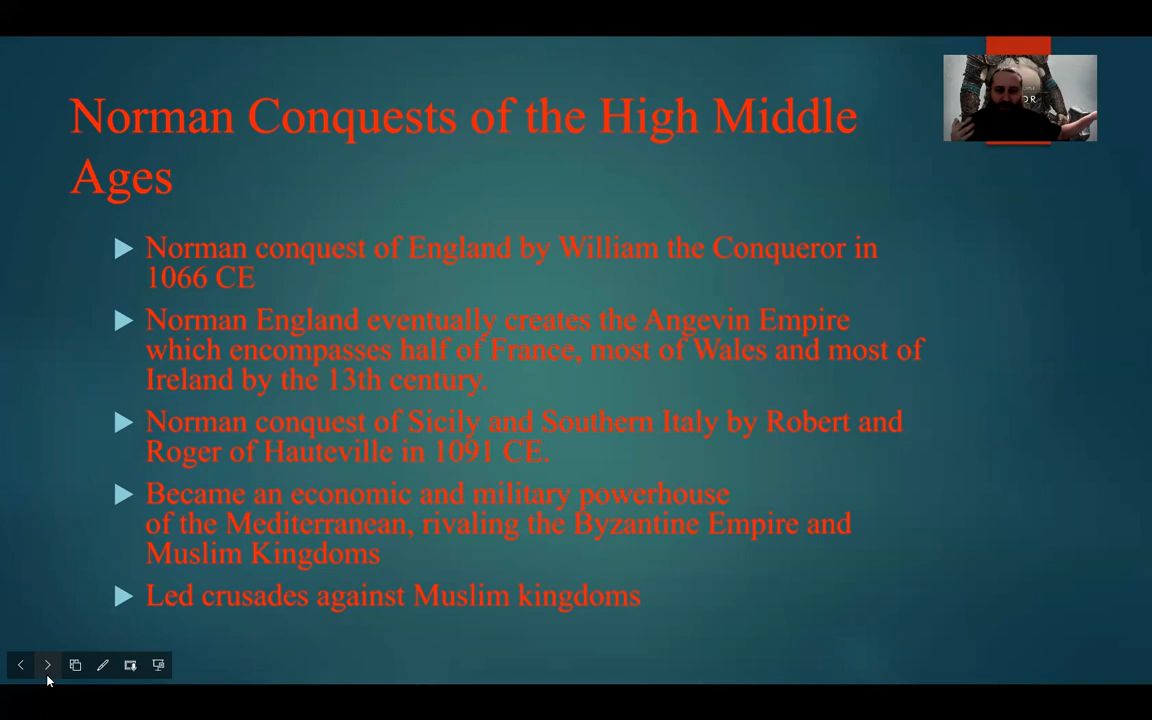 Norman Conquests of the High Middle
Ages
Norman conquest of England by William the Conqueror in
1066 CE
Norman England eventually creates the Angevin Empire
which encompasses half of France, most of Wales and most of
Ireland by the 13th century.
Norman conquest of Sicily and Southern Italy by Robert and
Roger of Hauteville in 1091 CE.
Became an economic and military powerhouse
of the Mediterranean, rivaling the Byzantine Empire and
Muslim Kingdoms
Led crusades against Muslim kingdoms